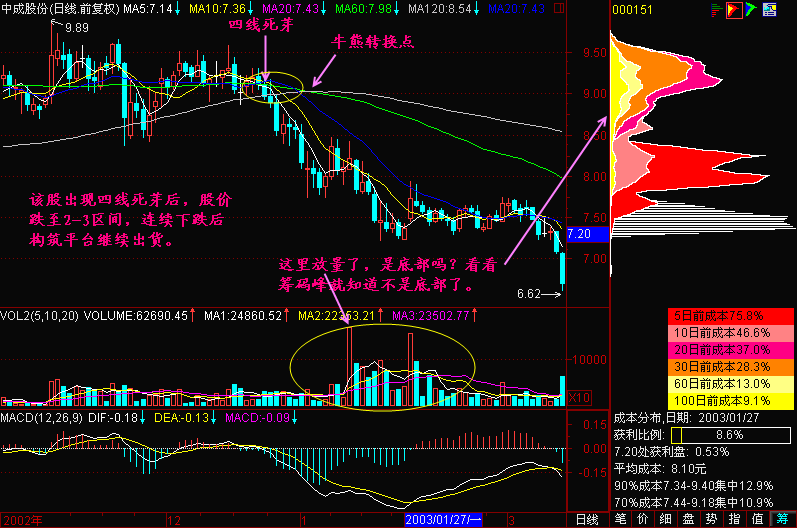 中成股份(日线.前复权) MA5:7.14↓ MA10:7.36↓ MA20:7.43↓ MA60:7.98↓ MA120:8.54↓ MA20:7.43
000151
9.89
四线死芽
牛熊转换点
9.50
9.00
8.50
8.00
7.50
7.20
7.00
该股出现四线死芽后，股价
跌至2-3区间，连续下跌后
构筑平台继续出货。
这里放量了，是底部吗？看看
筹码峰就知道不是底部了。
6.62
VOL2(5,10,20) VOLUME:62690.45↑ MA1:24860.52↑ MA2:22353.21↑ MA3:23502.77↑
10000
X10
MACD(12,26,9) DIF:-0.18↓ DEA:-0.13↓ MACD:-0.09↓
0.15
0.00
-0.15
5日前成本75.8%
10日前成本46.6%
20日前成本37.0%
30日前成本28.3%
60日前成本13.0%
100日前成本9.1%
成本分布,日期: 2003/01/27
获利比例: 8.6%
7.20处获利盘: 0.53%
平均成本: 8.10元
90%成本7.34-9.40集中12.9%
70%成本7.44-9.18集中10.9%
2002年 12 1 2003/01/27/一 3 日线
笔 价 细 盘 势 指 值 筹